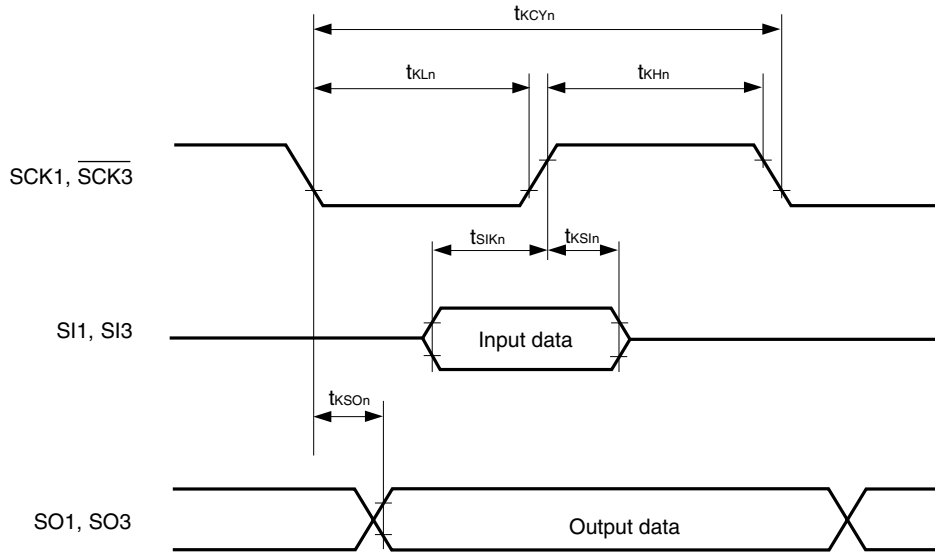 tKCYn
tKLn
tKHn
SCK1, SCK3
tSIKn
tKSIn
SI1, SI3
Input data
tKSOn
SO1, SO3
Output data